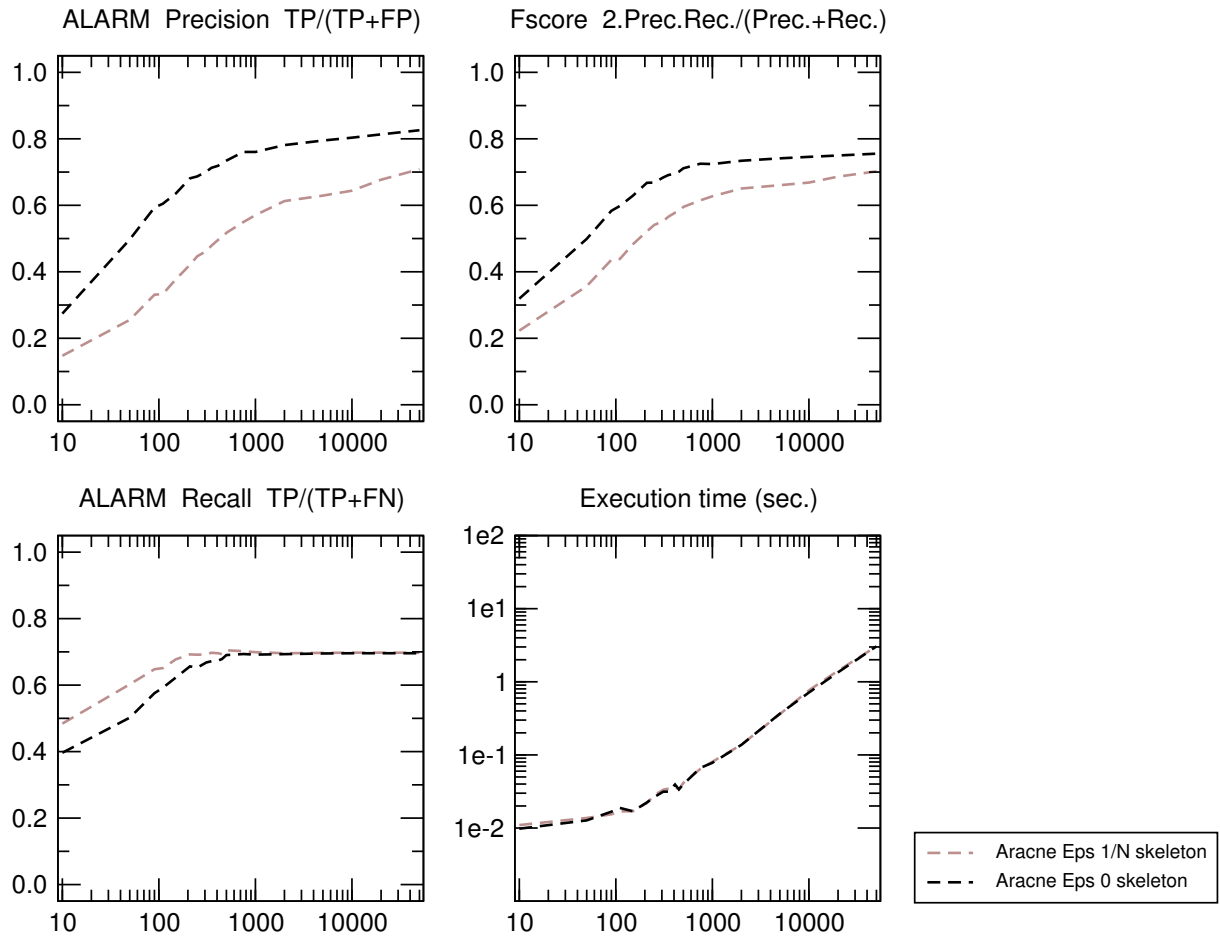 ALARM Precision TP/(TP+FP)
1.0
0.8
0.6
0.4
0.2
0.0
10 100 1000 10000
Fscore 2.Prec.Rec./(Prec.+Rec.)
1.0
0.8
0.6
0.4
0.2
0.0
10 100 1000 10000
ALARM Recall TP/(TP+FN)
1.0
0.8
0.6
0.4
0.2
0.0
10 100 1000 10000
Execution time (sec.)
1e2
1e1
1
1e-1
1e-2
10 100 1000 10000
Aracne Eps 1/N skeleton
Aracne Eps 0 skeleton